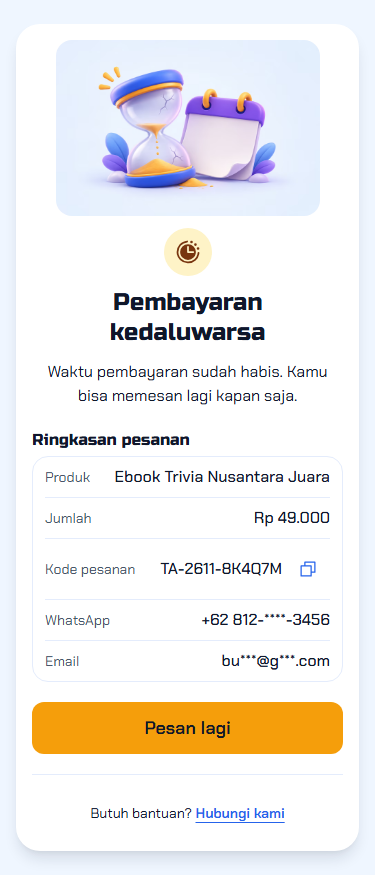 Pembayaran
kedaluwarsa
Waktu pembayaran sudah habis. Kamu
bisa memesan lagi kapan saja.
Ringkasan pesanan
Produk Ebook Trivia Nusantara Juara
Jumlah Rp 49.000
Kode pesanan TA-2611-8K4Q7M
WhatsApp +62 812-****-3456
Email bu***@g***.com
Pesan lagi
Butuh bantuan? Hubungi kami